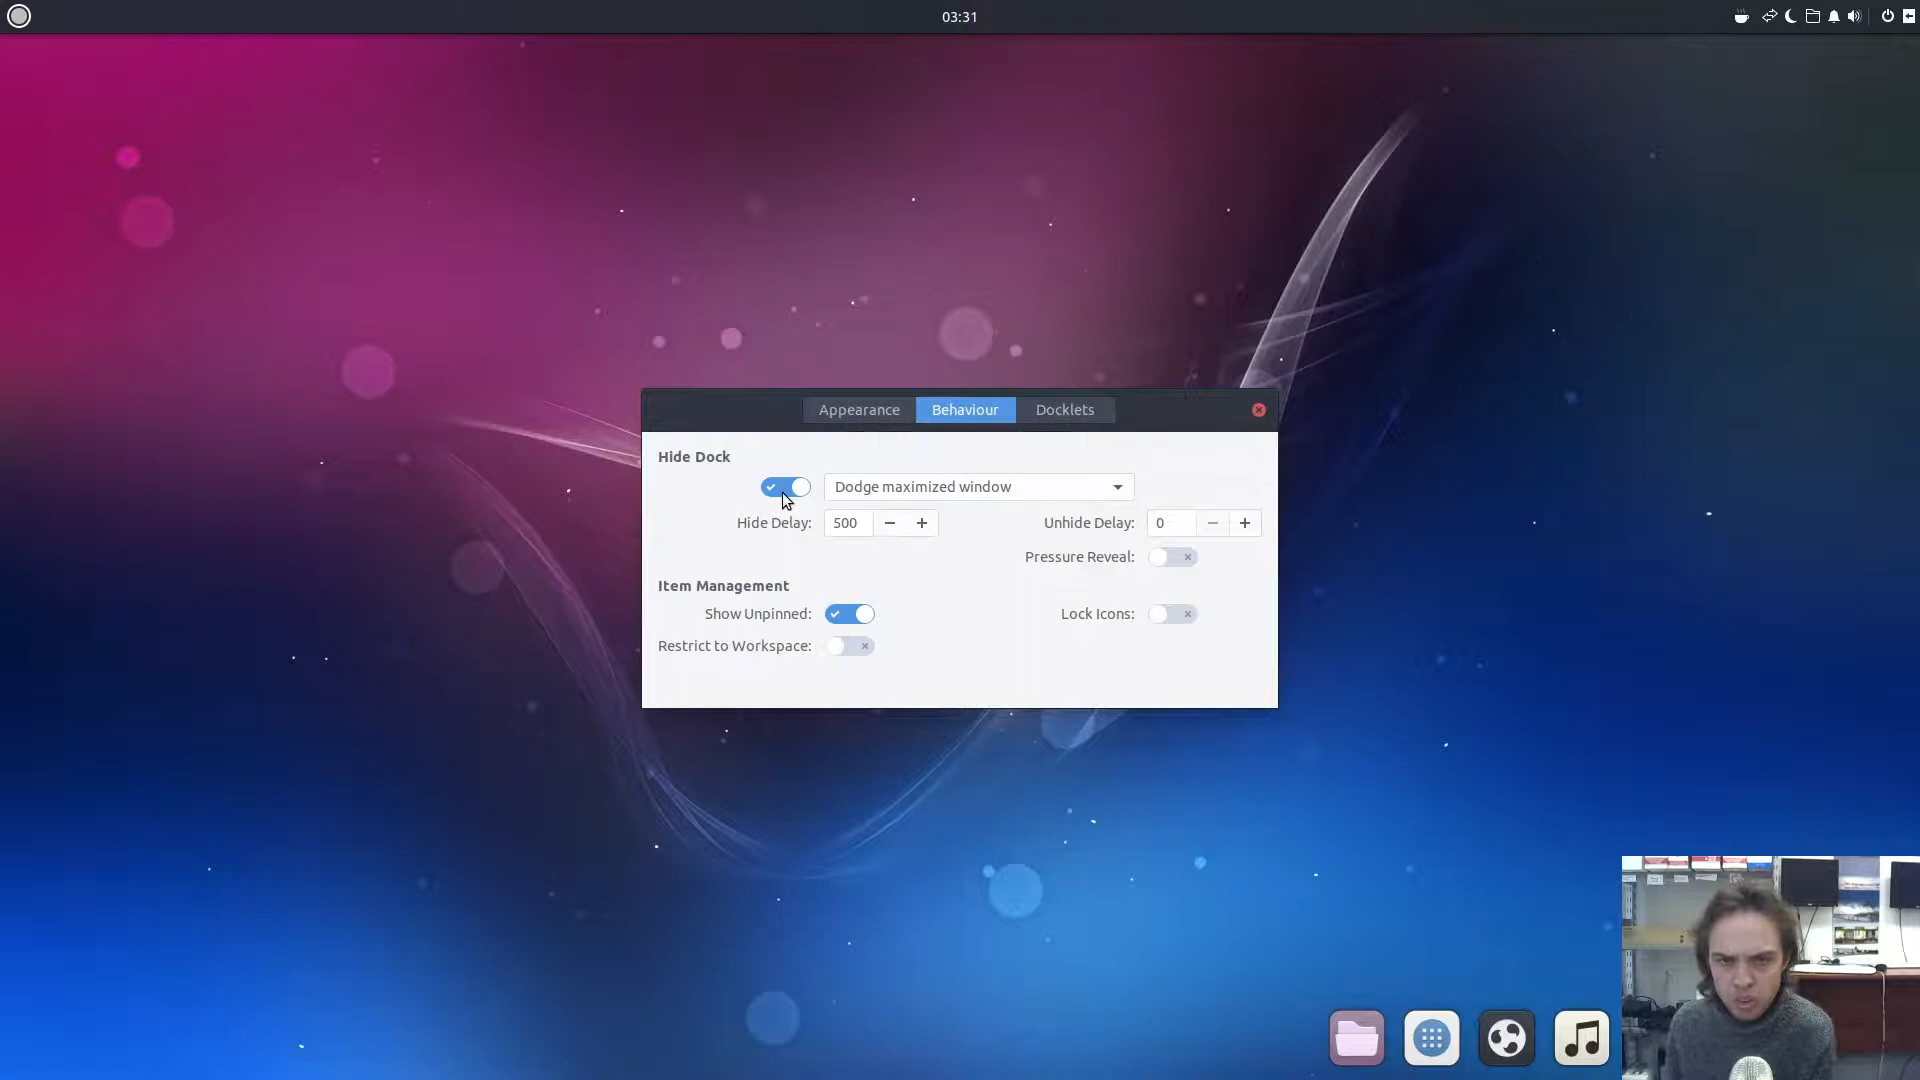 03:31
Appearance Behaviour Docklets
Hide Dock
Dodge maximized window
Hide Delay: 500 Unhide Delay: 0
Pressure Reveal:
Item Management
Show Unpinned: Lock Icons:
Restrict to Workspace: